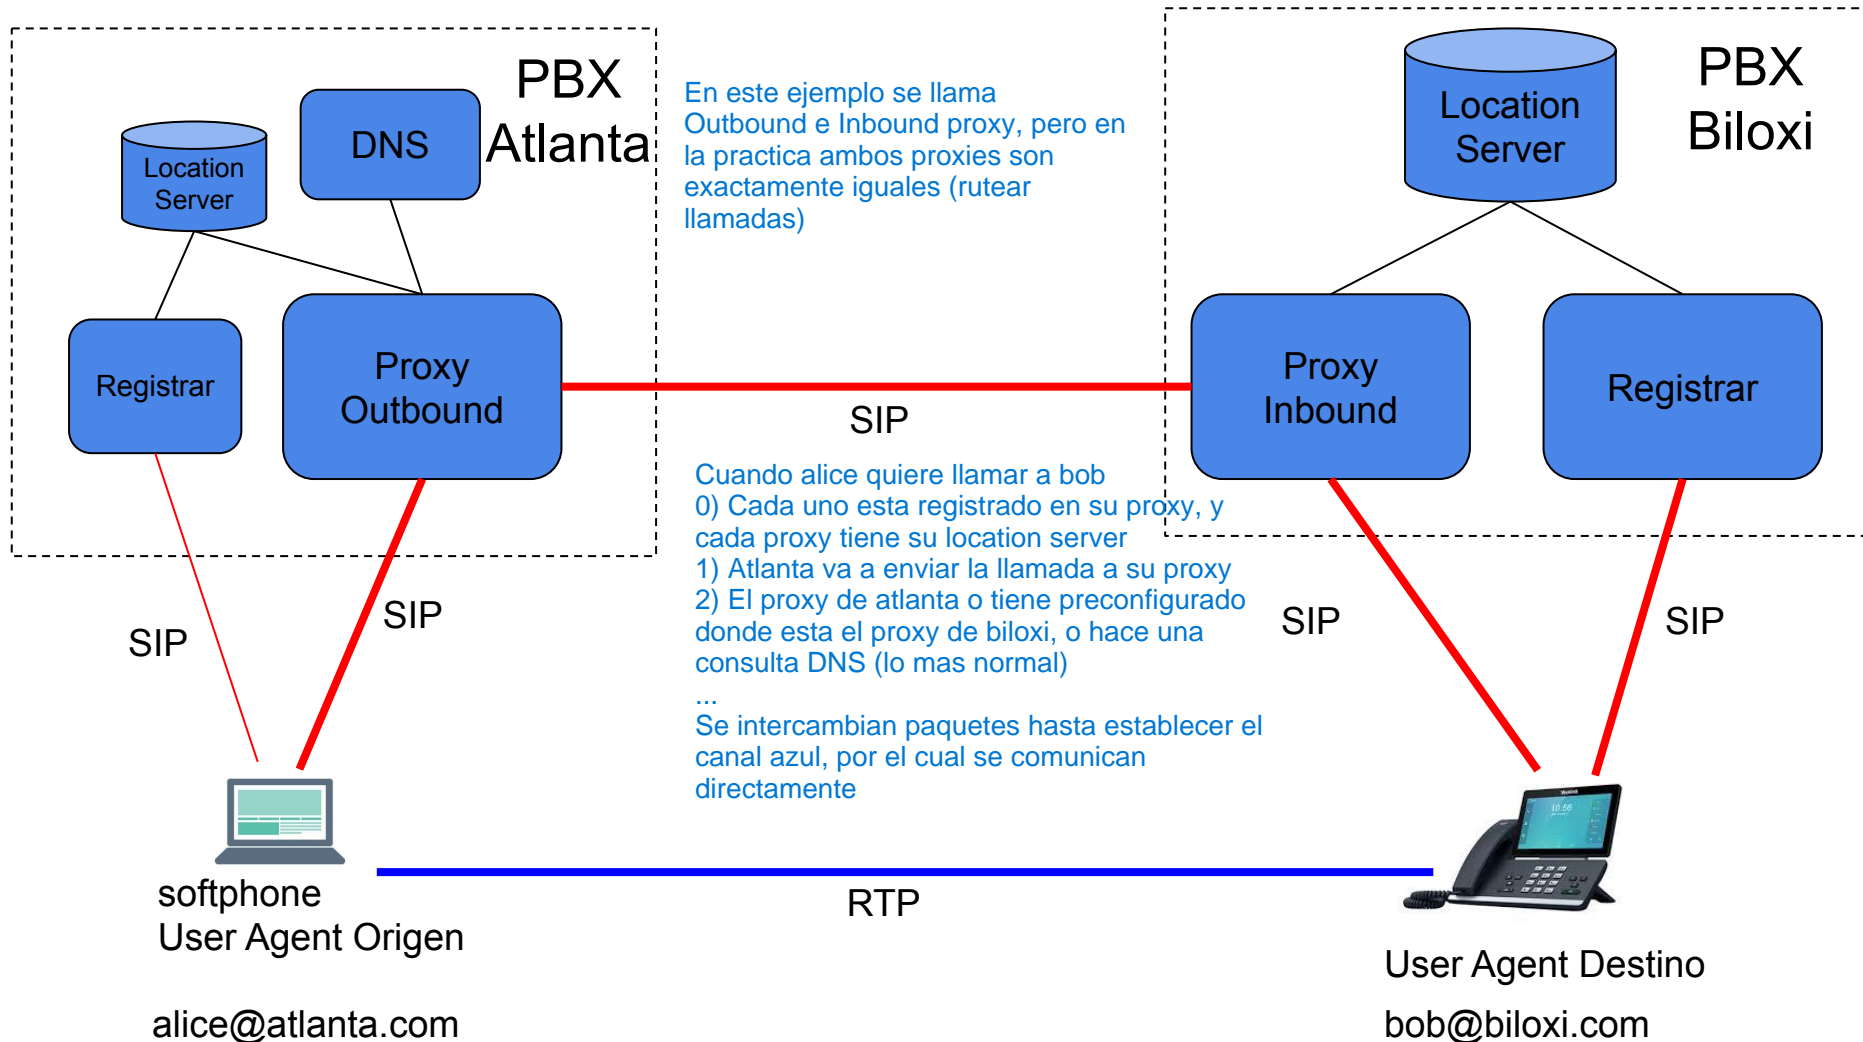 PBX
Atlanta
DNS
Location
Server
Registrar
Proxy
Outbound
En este ejemplo se llama
Outbound e Inbound proxy, pero en
la practica ambos proxies son
exactamente iguales (rutear
llamadas)
PBX
Biloxi
Location
Server
Proxy
Inbound
Registrar
SIP
Cuando alice quiere llamar a bob
0) Cada uno esta registrado en su proxy, y
cada proxy tiene su location server
1) Atlanta va a enviar la llamada a su proxy
2) El proxy de atlanta o tiene preconfigurado
donde esta el proxy de biloxi, o hace una
consulta DNS (lo mas normal)
...
Se intercambian paquetes hasta establecer el
canal azul, por el cual se comunican
directamente
SIP
SIP
SIP
SIP
10:56
RTP
softphone
User Agent Origen
alice@atlanta.com
User Agent Destino
bob@biloxi.com